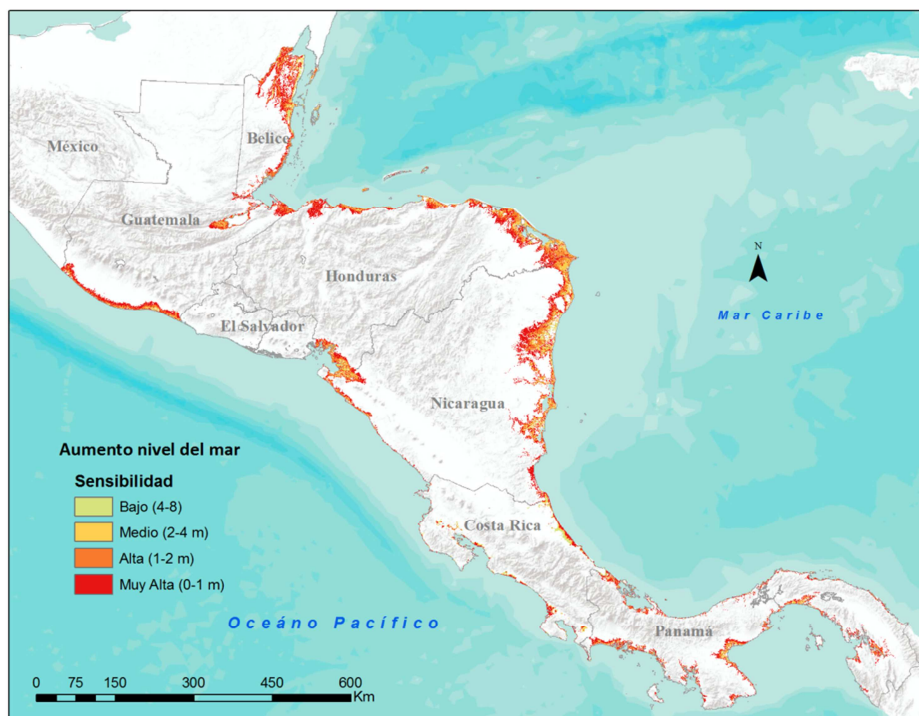 México
Belice
Guatemala
Honduras
El Salvador
Nicaragua
Costa Rica
Panamá
N
Mar Caribe
Oceáno Pacífico
Aumento nivel del mar
Sensibilidad
Bajo (4-8)
Medio (2-4 m)
Alta (1-2 m)
Muy Alta (0-1 m)
0 75 150 300 450 600
Km